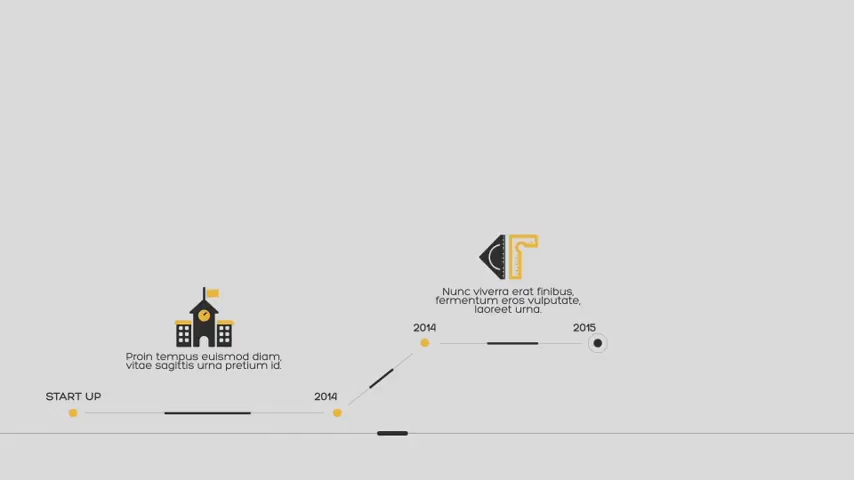 Nunc viverra erat finibus,
fermentum eros vulputate,
laoreet urna.
2014
2015
Proin tempus euismod diam,
vitae sagittis urna pretium id.
START UP
2014